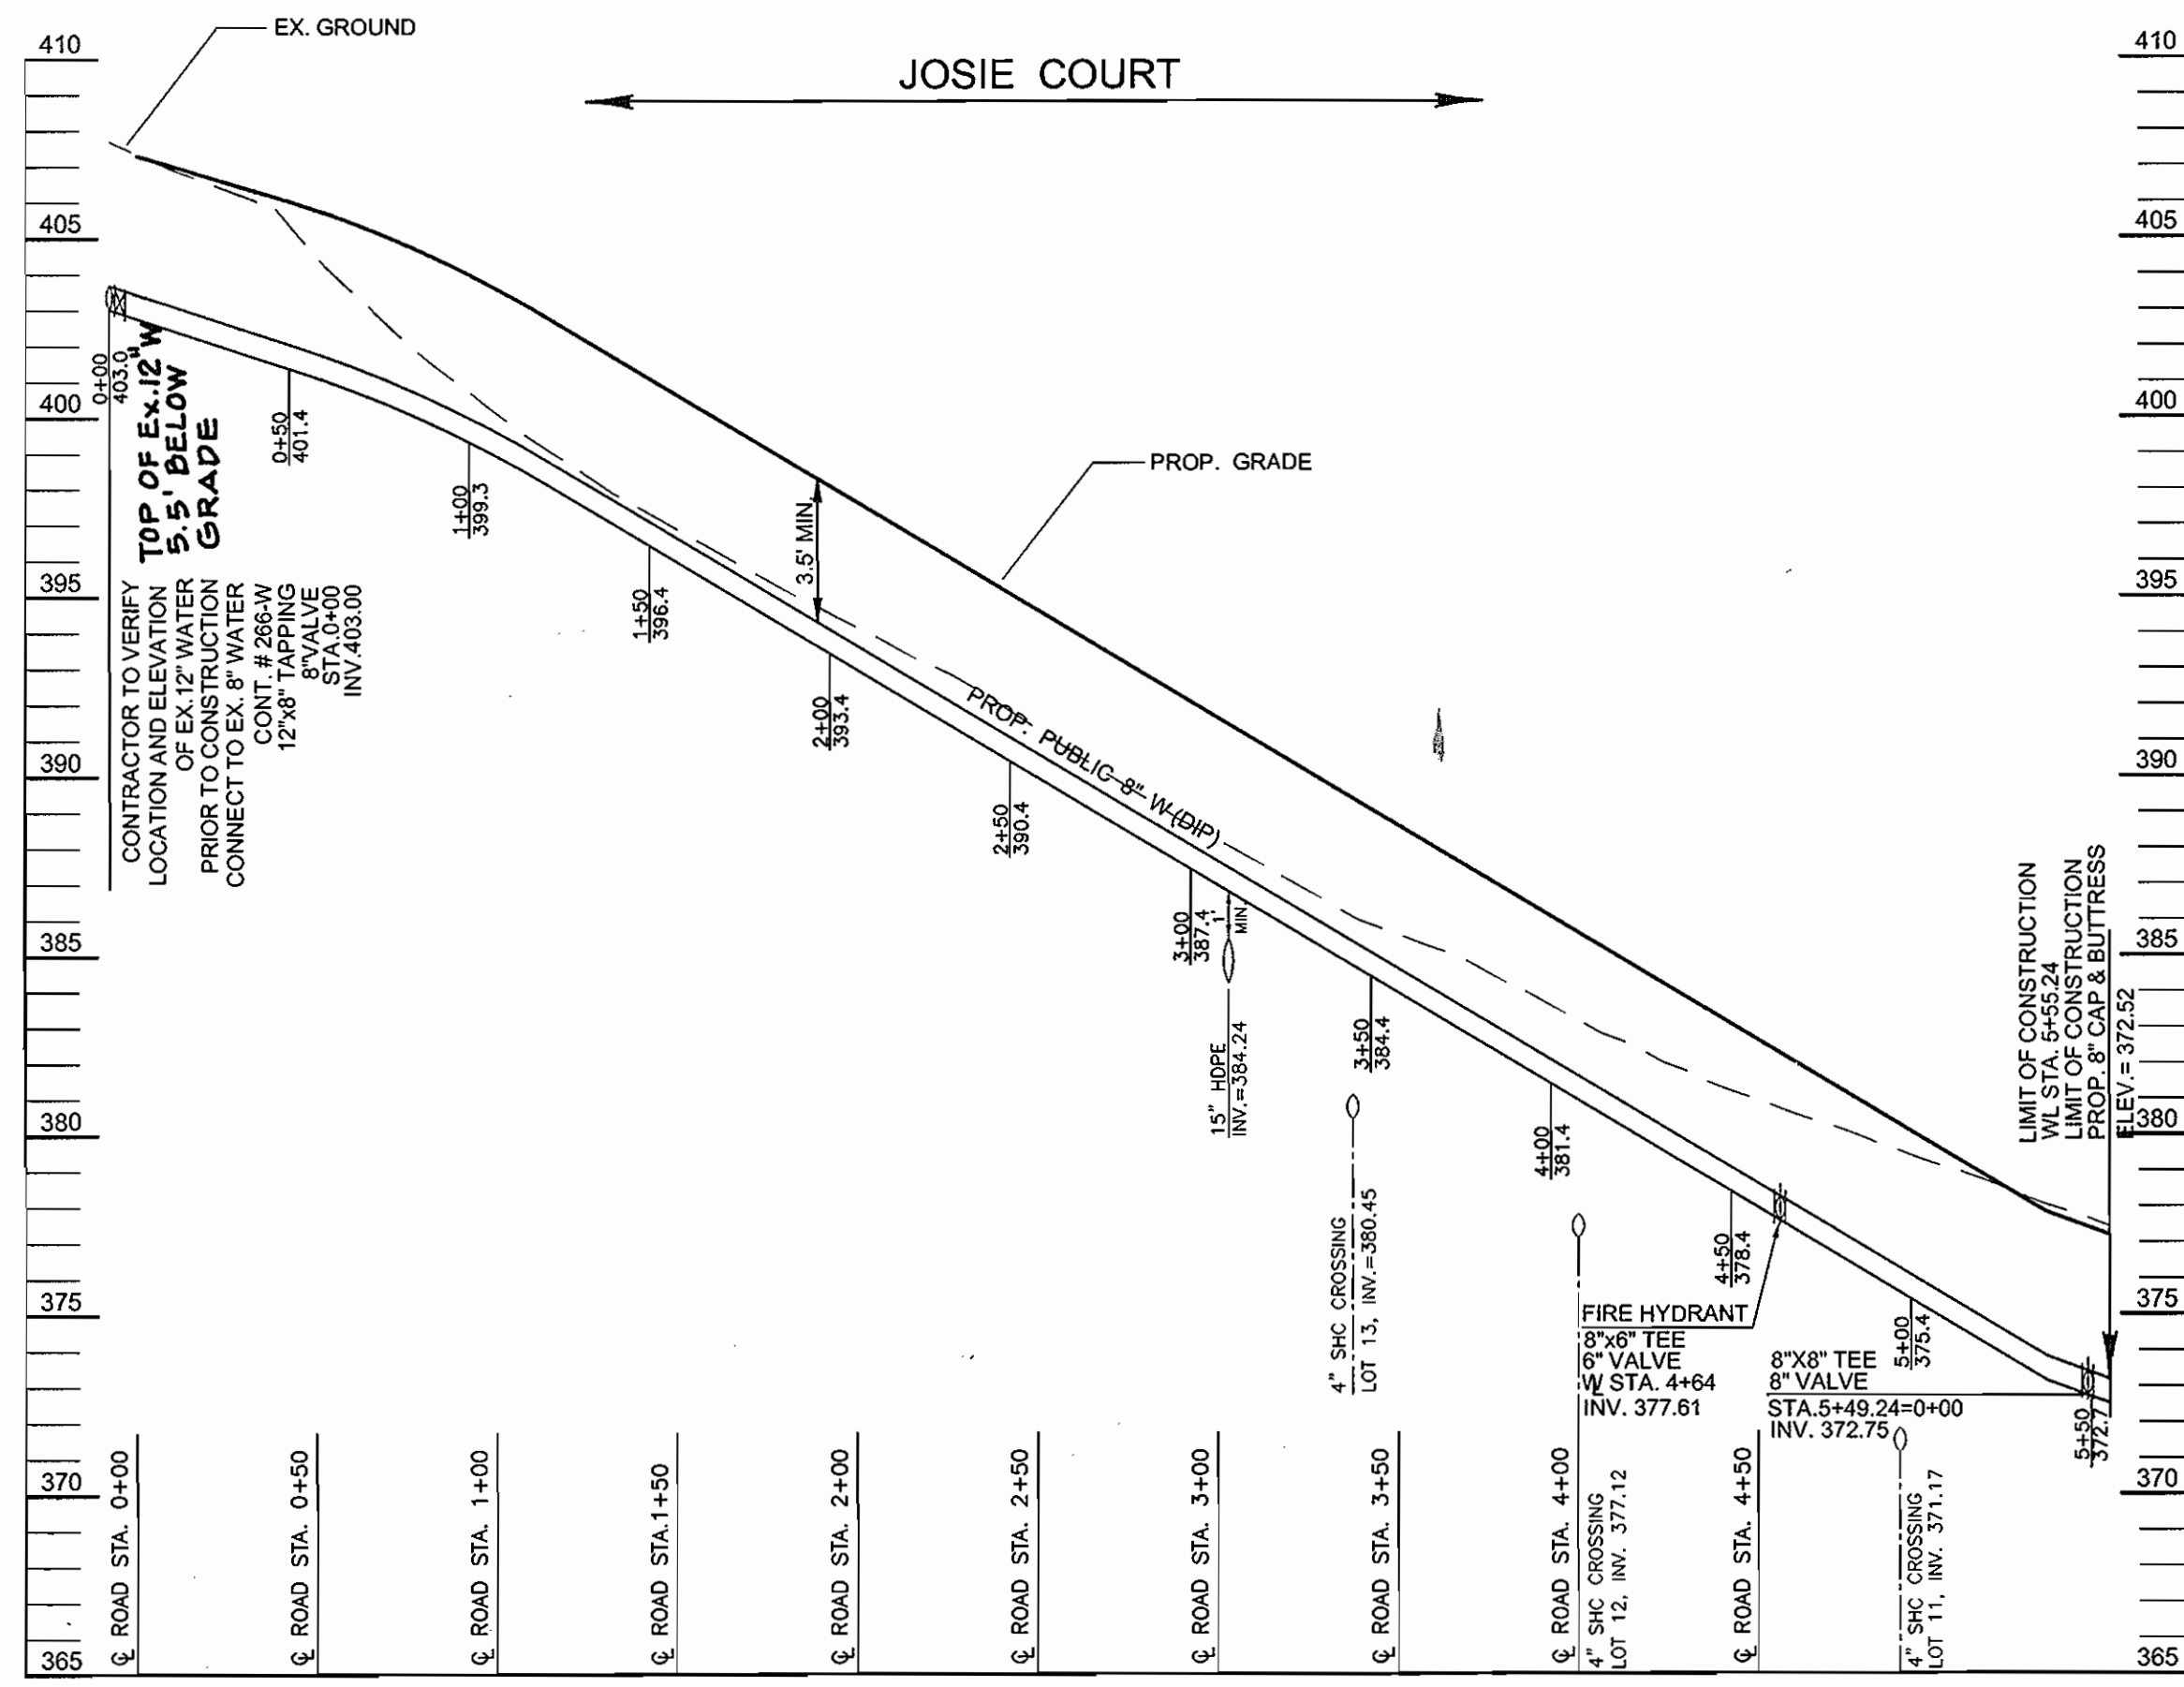 EX. GROUND
JOSIE COURT
410
405
400
395
390
385
380
375
370
365
410
405
400
395
390
385
380
375
370
365
0+00
403.0
TOP OF EX.12" W
5.5' BELOW
GRADE
CONTRACTOR TO VERIFY
LOCATION AND ELEVATION
OF EX.12" WATER
PRIOR TO CONSTRUCTION
CONNECT TO EX. 8" WATER
CONT. # 266-W
12"x8" TAPPING
8"VALVE
STA.0+00
INV.403.00
0+50
401.4
1+00
399.3
1+50
396.4
3.5' MIN.
PROP. GRADE
2+00
393.4
PROP. PUBLIC 8" W (DIP)
2+50
390.4
3+00
387.4
1'
MIN.
15" HDPE
INV.=384.24
3+50
384.4
4" SHC CROSSING
LOT 13, INV.=380.45
4+00
381.4
4+50
378.4
FIRE HYDRANT
8"x6" TEE
6" VALVE
WL STA. 4+64
INV. 377.61
5+00
375.4
8"X8" TEE
8" VALVE
STA.5+49.24=0+00
INV. 372.75
5+50
372.7
LIMIT OF CONSTRUCTION
WL STA. 5+55.24
LIMIT OF CONSTRUCTION
PROP. 8" CAP & BUTTRESS
ELEV.= 372.52
℄ ROAD STA. 0+00
℄ ROAD STA. 0+50
℄ ROAD STA. 1+00
℄ ROAD STA.1+50
℄ ROAD STA. 2+00
℄ ROAD STA. 2+50
℄ ROAD STA. 3+00
℄ ROAD STA. 3+50
℄ ROAD STA. 4+00
4" SHC CROSSING
LOT 12, INV. 377.12
℄ ROAD STA. 4+50
4" SHC CROSSING
LOT 11, INV. 371.17